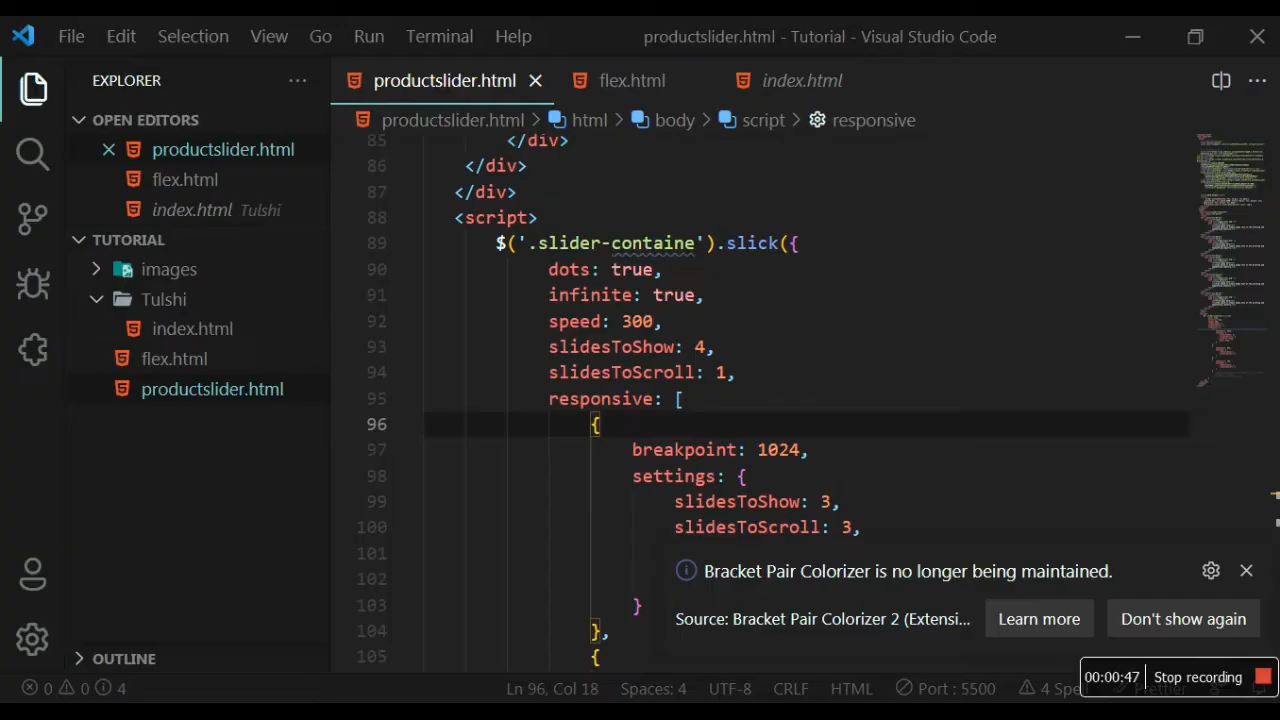 File Edit Selection View Go Run Terminal Help productslider.html - Tutorial - Visual Studio Code
EXPLORER ···
OPEN EDITORS
productslider.html
flex.html
index.html Tulshi
TUTORIAL
images
Tulshi
index.html
flex.html
productslider.html
OUTLINE
productslider.html flex.html index.html
productslider.html > html > body > script > responsive
85 </div>
86 </div>
87 </div>
88 <script>
89 $('.slider-containe').slick({
90 dots: true,
91 infinite: true,
92 speed: 300,
93 slidesToShow: 4,
94 slidesToScroll: 1,
95 responsive: [
96 {
97 breakpoint: 1024,
98 settings: {
99 slidesToShow: 3,
100 slidesToScroll: 3,
101
102
103 }
104 },
105 {
Bracket Pair Colorizer is no longer being maintained.
Source: Bracket Pair Colorizer 2 (Extensi... Learn more Don't show again
00:00:47 Stop recording
0 0 4 Ln 96, Col 18 Spaces: 4 UTF-8 CRLF HTML Port : 5500 4 Spell Prettier